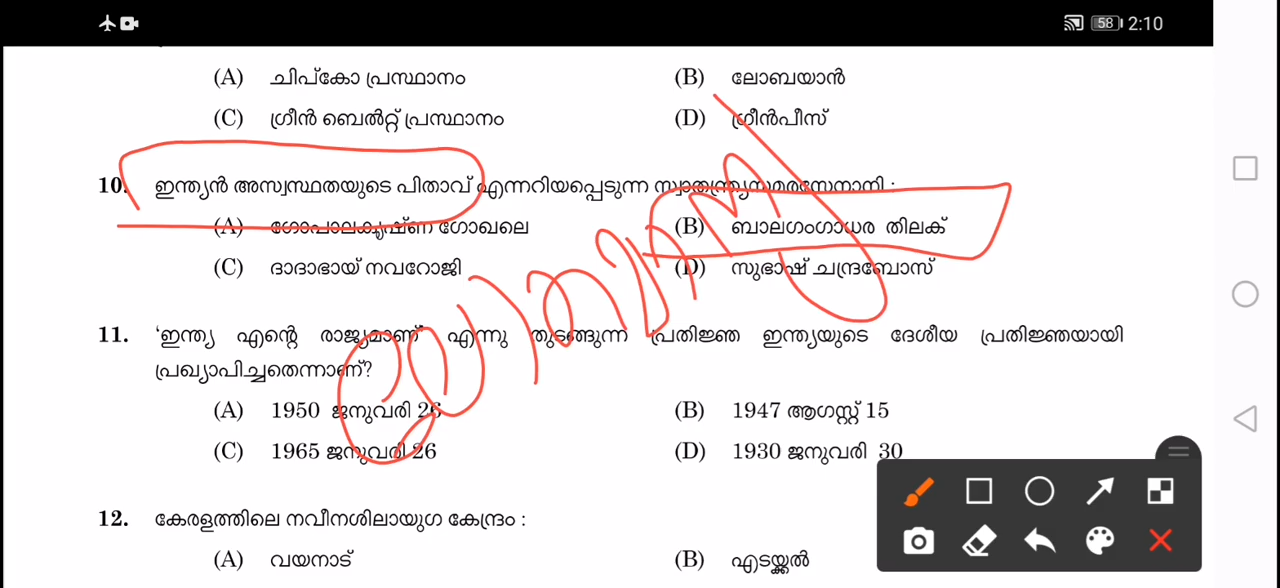 58 2:10
(A) ചിപ്കോ പ്രസ്ഥാനം (B) ലോബയാൻ
(C) ഗ്രീൻ ബെൽറ്റ് പ്രസ്ഥാനം (D) ഗ്രീൻപീസ്
10. ഇന്ത്യൻ അസ്വസ്ഥതയുടെ പിതാവ് എന്നറിയപ്പെടുന്ന സ്വാതന്ത്ര്യസമരസേനാനി :
(A) ഗോപാലകൃഷ്ണ ഗോഖലെ (B) ബാലഗംഗാധര തിലക്
(C) ദാദാഭായ് നവറോജി (D) സുഭാഷ് ചന്ദ്രബോസ്
11. 'ഇന്ത്യ എന്റെ രാജ്യമാണ്' എന്നു തുടങ്ങുന്ന പ്രതിജ്ഞ ഇന്ത്യയുടെ ദേശീയ പ്രതിജ്ഞയായി
പ്രഖ്യാപിച്ചതെന്നാണ്?
(A) 1950 ജനുവരി 26 (B) 1947 ആഗസ്റ്റ് 15
(C) 1965 ജനുവരി 26 (D) 1930 ജനുവരി 30
12. കേരളത്തിലെ നവീനശിലായുഗ കേന്ദ്രം :
(A) വയനാട് (B) എടയ്ക്കൽ